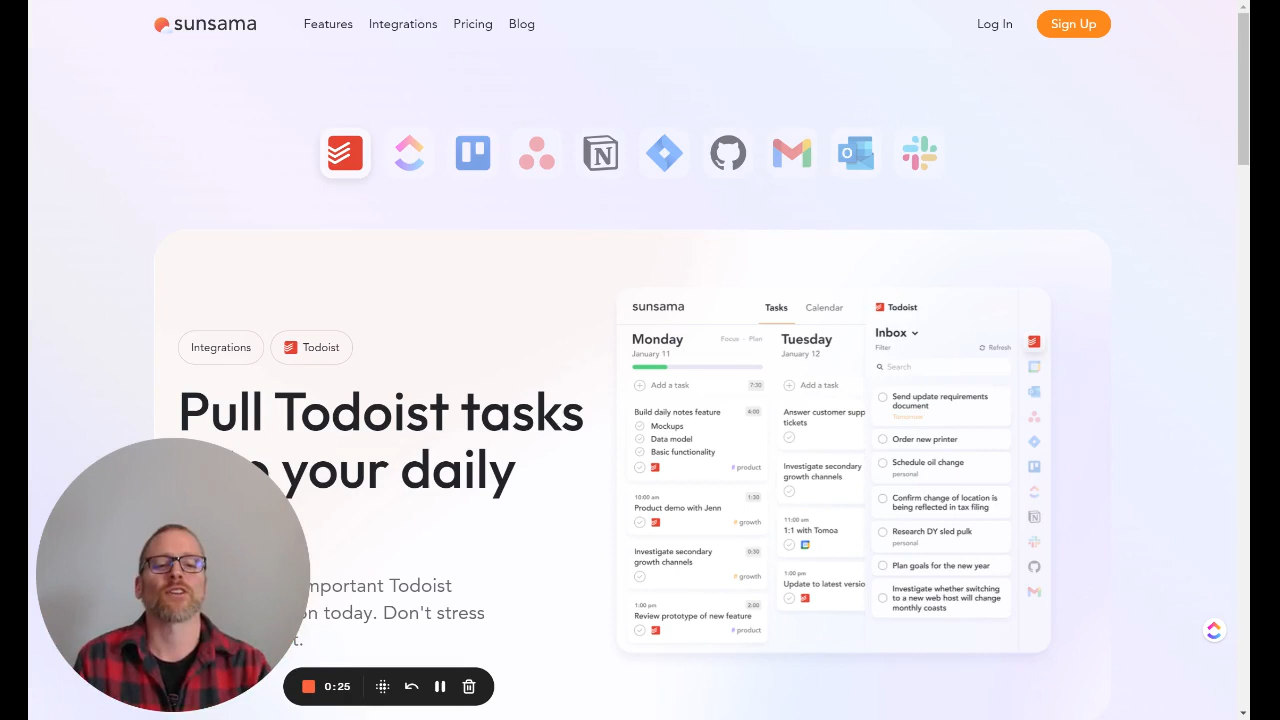 sunsama
Features
Integrations
Pricing
Blog
Log In
Sign Up
Integrations
Todoist
Pull Todoist tasks
your daily
mportant Todoist
on today. Don't stress
t.
0:25
sunsama
Tasks
Calendar
Monday
January 11
Focus · Plan
Add a task
7:30
Build daily notes feature
4:00
Mockups
Data model
Basic functionality
# product
10:00 am
1:30
Product demo with Jenn
# growth
Investigate secondary
0:30
growth channels
# growth
1:00 pm
2:00
Review prototype of new feature
# product
Tuesday
January 12
Add a task
Answer customer supp
tickets
Investigate secondary
growth channels
11:00 am
1:1 with Tomoa
1:00 pm
Update to latest versio
Todoist
Inbox
Filter
Refresh
Search
Send update requirements
document
Tomorrow
Order new printer
Schedule oil change
personal
Confirm change of location is
being reflected in tax filing
Research DY sled pulk
personal
Plan goals for the new year
Investigate whether switching
to a new web host will change
monthly coasts